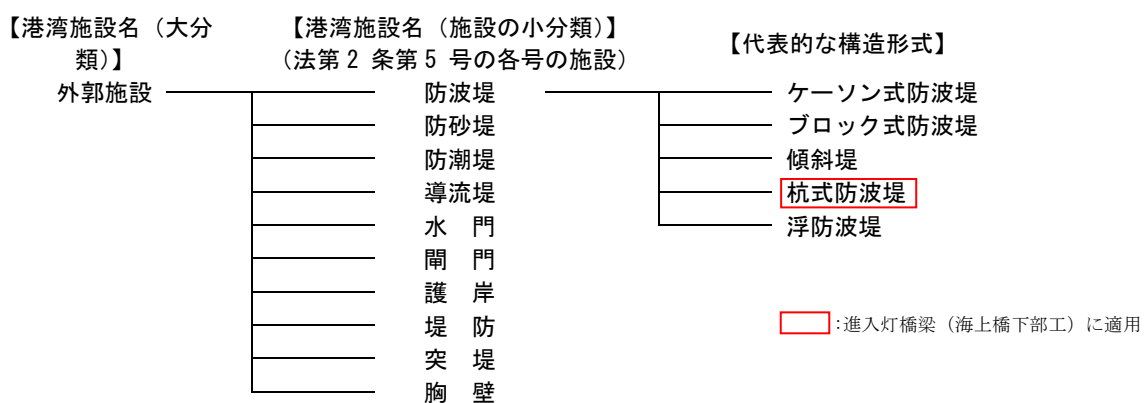 【港湾施設名（大分
類）】
【港湾施設名（施設の小分類）】
（法第2 条第5 号の各号の施設）
【代表的な構造形式】
外郭施設
防波堤
ケーソン式防波堤
防砂堤
ブロック式防波堤
防潮堤
傾斜堤
導流堤
杭式防波堤
水　門
浮防波堤
閘　門
護　岸
堤　防
:進入灯橋梁（海上橋下部工）に適用
突　堤
胸　壁